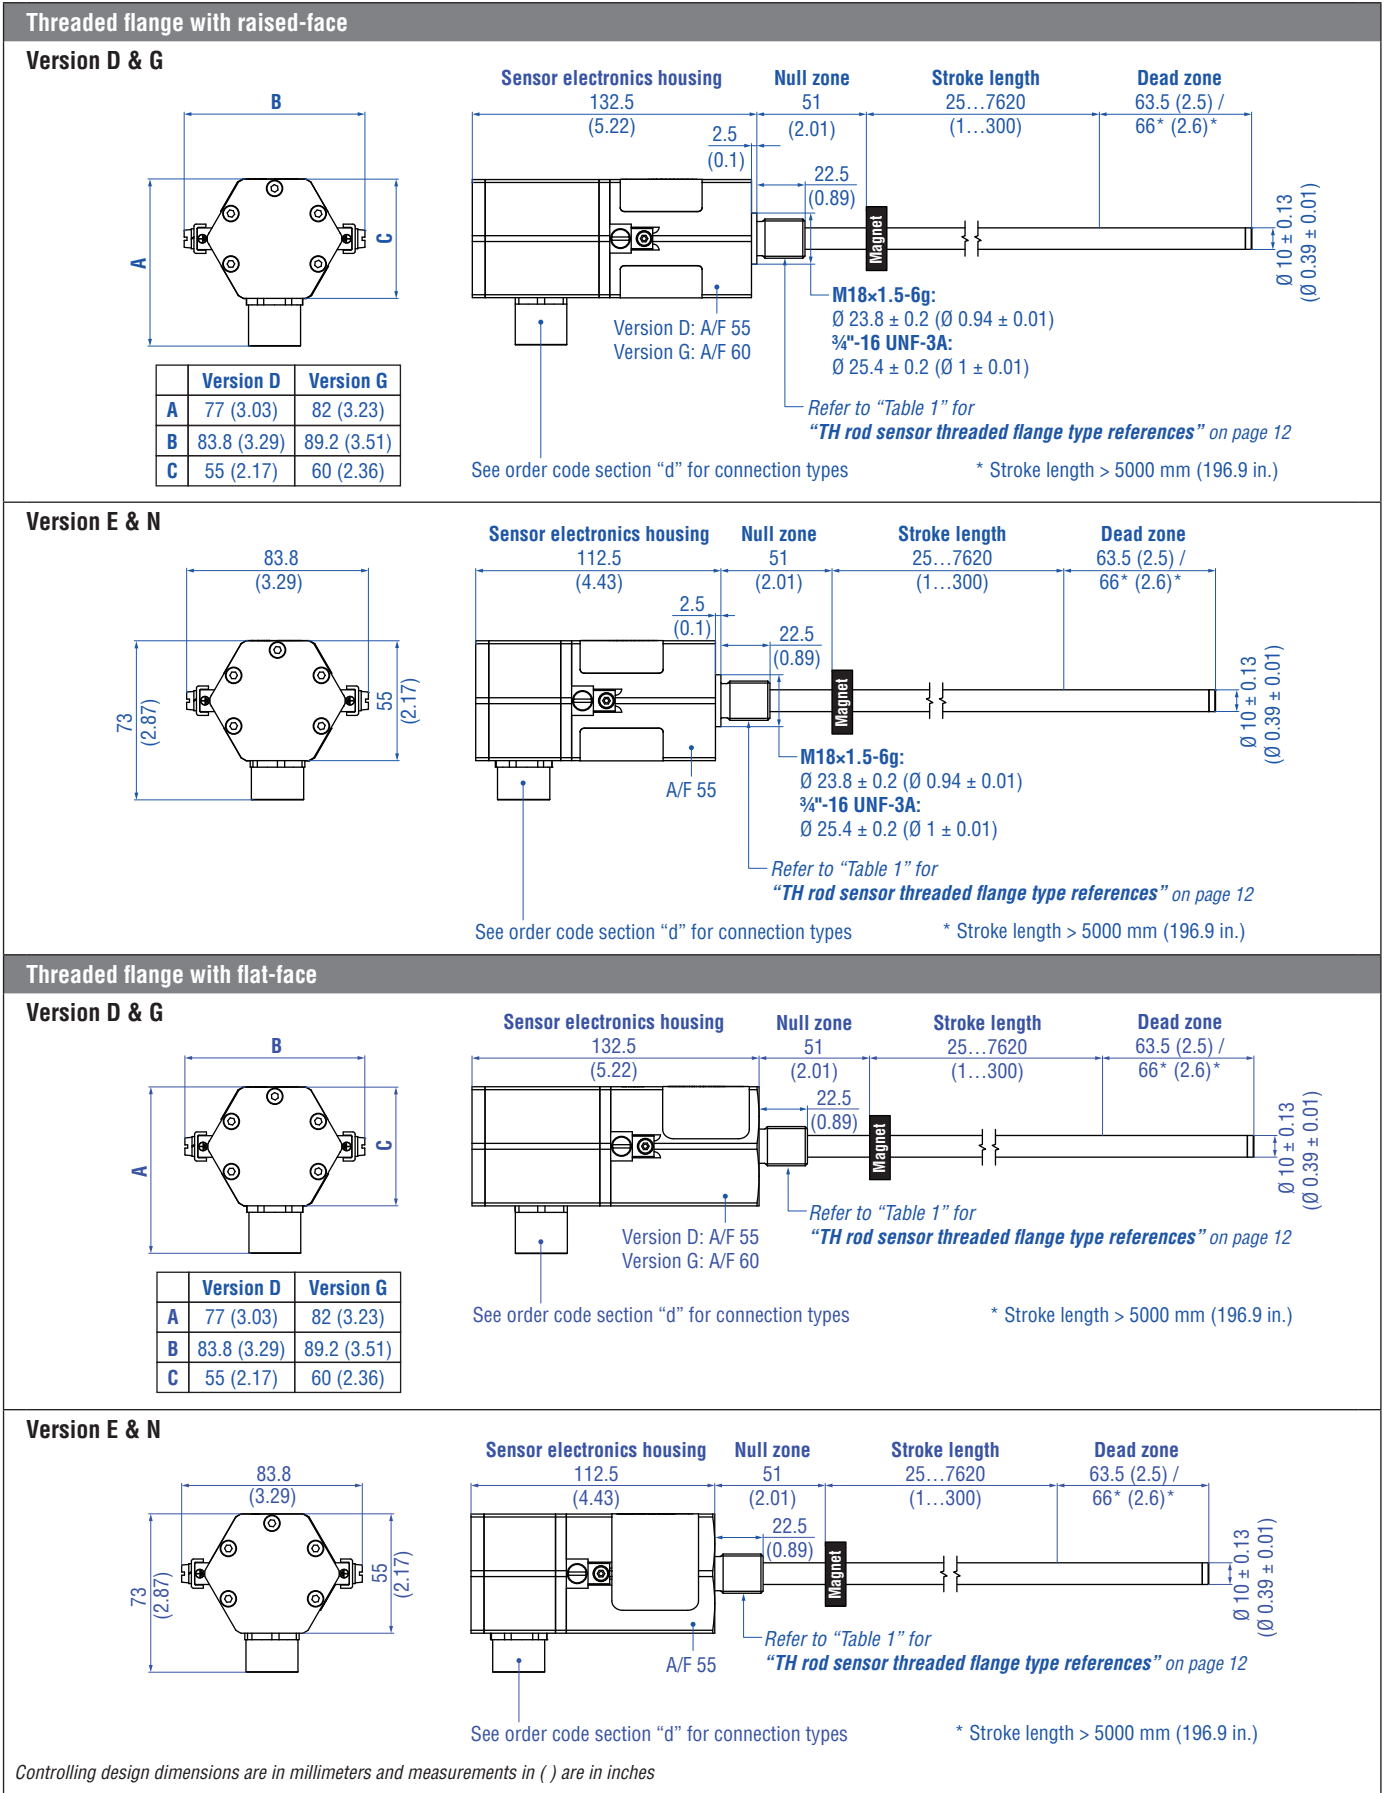 Threaded flange with raised-face
Version D & G
B
A
C
Version D Version G
A 77 (3.03) 82 (3.23)
B 83.8 (3.29) 89.2 (3.51)
C 55 (2.17) 60 (2.36)
Sensor electronics housing Null zone Stroke length Dead zone
132.5 51 25…7620 63.5 (2.5) /
(5.22) (2.01) (1…300) 66* (2.6)*
2.5
(0.1)
22.5
(0.89)
Magnet
Ø 10 ± 0.13
(Ø 0.39 ± 0.01)
M18×1.5-6g:
Ø 23.8 ± 0.2 (Ø 0.94 ± 0.01)
¾"-16 UNF-3A:
Ø 25.4 ± 0.2 (Ø 1 ± 0.01)
Version D: A/F 55
Version G: A/F 60
Refer to “Table 1” for
“TH rod sensor threaded flange type references” on page 12
See order code section “d” for connection types
* Stroke length > 5000 mm (196.9 in.)
Version E & N
83.8
(3.29)
73
(2.87)
55
(2.17)
Sensor electronics housing Null zone Stroke length Dead zone
112.5 51 25…7620 63.5 (2.5) /
(4.43) (2.01) (1…300) 66* (2.6)*
2.5
(0.1)
22.5
(0.89)
Magnet
Ø 10 ± 0.13
(Ø 0.39 ± 0.01)
M18×1.5-6g:
Ø 23.8 ± 0.2 (Ø 0.94 ± 0.01)
¾"-16 UNF-3A:
Ø 25.4 ± 0.2 (Ø 1 ± 0.01)
A/F 55
Refer to “Table 1” for
“TH rod sensor threaded flange type references” on page 12
See order code section “d” for connection types
* Stroke length > 5000 mm (196.9 in.)
Threaded flange with flat-face
Version D & G
B
A
C
Version D Version G
A 77 (3.03) 82 (3.23)
B 83.8 (3.29) 89.2 (3.51)
C 55 (2.17) 60 (2.36)
Sensor electronics housing Null zone Stroke length Dead zone
132.5 51 25…7620 63.5 (2.5) /
(5.22) (2.01) (1…300) 66* (2.6)*
22.5
(0.89)
Magnet
Ø 10 ± 0.13
(Ø 0.39 ± 0.01)
Refer to “Table 1” for
“TH rod sensor threaded flange type references” on page 12
Version D: A/F 55
Version G: A/F 60
See order code section “d” for connection types
* Stroke length > 5000 mm (196.9 in.)
Version E & N
83.8
(3.29)
73
(2.87)
55
(2.17)
Sensor electronics housing Null zone Stroke length Dead zone
112.5 51 25…7620 63.5 (2.5) /
(4.43) (2.01) (1…300) 66* (2.6)*
22.5
(0.89)
Magnet
Ø 10 ± 0.13
(Ø 0.39 ± 0.01)
Refer to “Table 1” for
“TH rod sensor threaded flange type references” on page 12
A/F 55
See order code section “d” for connection types
* Stroke length > 5000 mm (196.9 in.)
Controlling design dimensions are in millimeters and measurements in ( ) are in inches